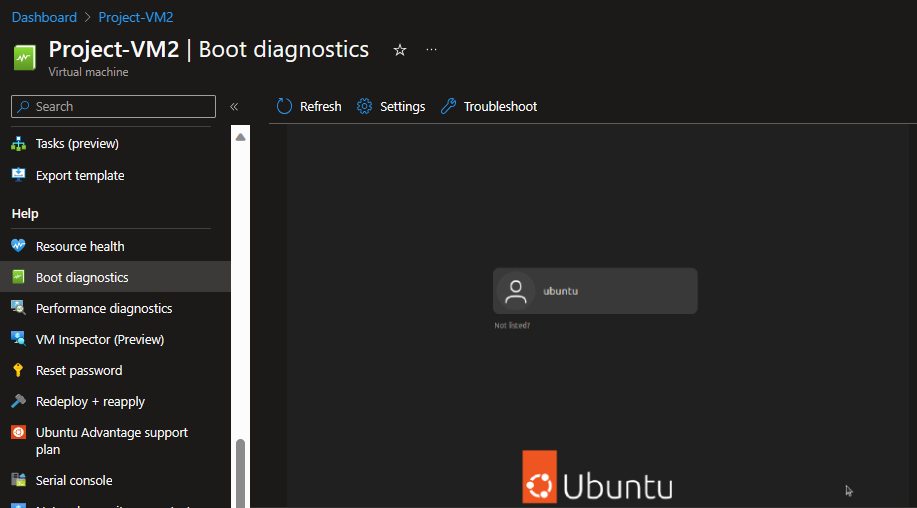 Dashboard > Project-VM2
Project-VM2 | Boot diagnostics
Virtual machine
Search
Refresh
Settings
Troubleshoot
Tasks (preview)
Export template
Help
Resource health
Boot diagnostics
Performance diagnostics
VM Inspector (Preview)
Reset password
Redeploy + reapply
Ubuntu Advantage support
plan
Serial console
ubuntu
Not listed?
Ubuntu